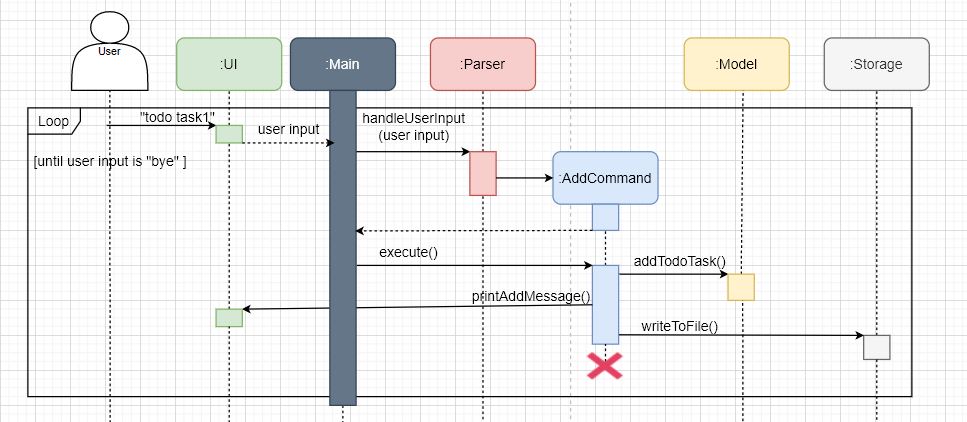 User
:UI
:Main
:Parser
:Model
:Storage
Loop
"todo task1"
user input
handleUserInput
(user input)
[until user input is "bye" ]
:AddCommand
execute()
addTodoTask()
printAddMessage()
writeToFile()